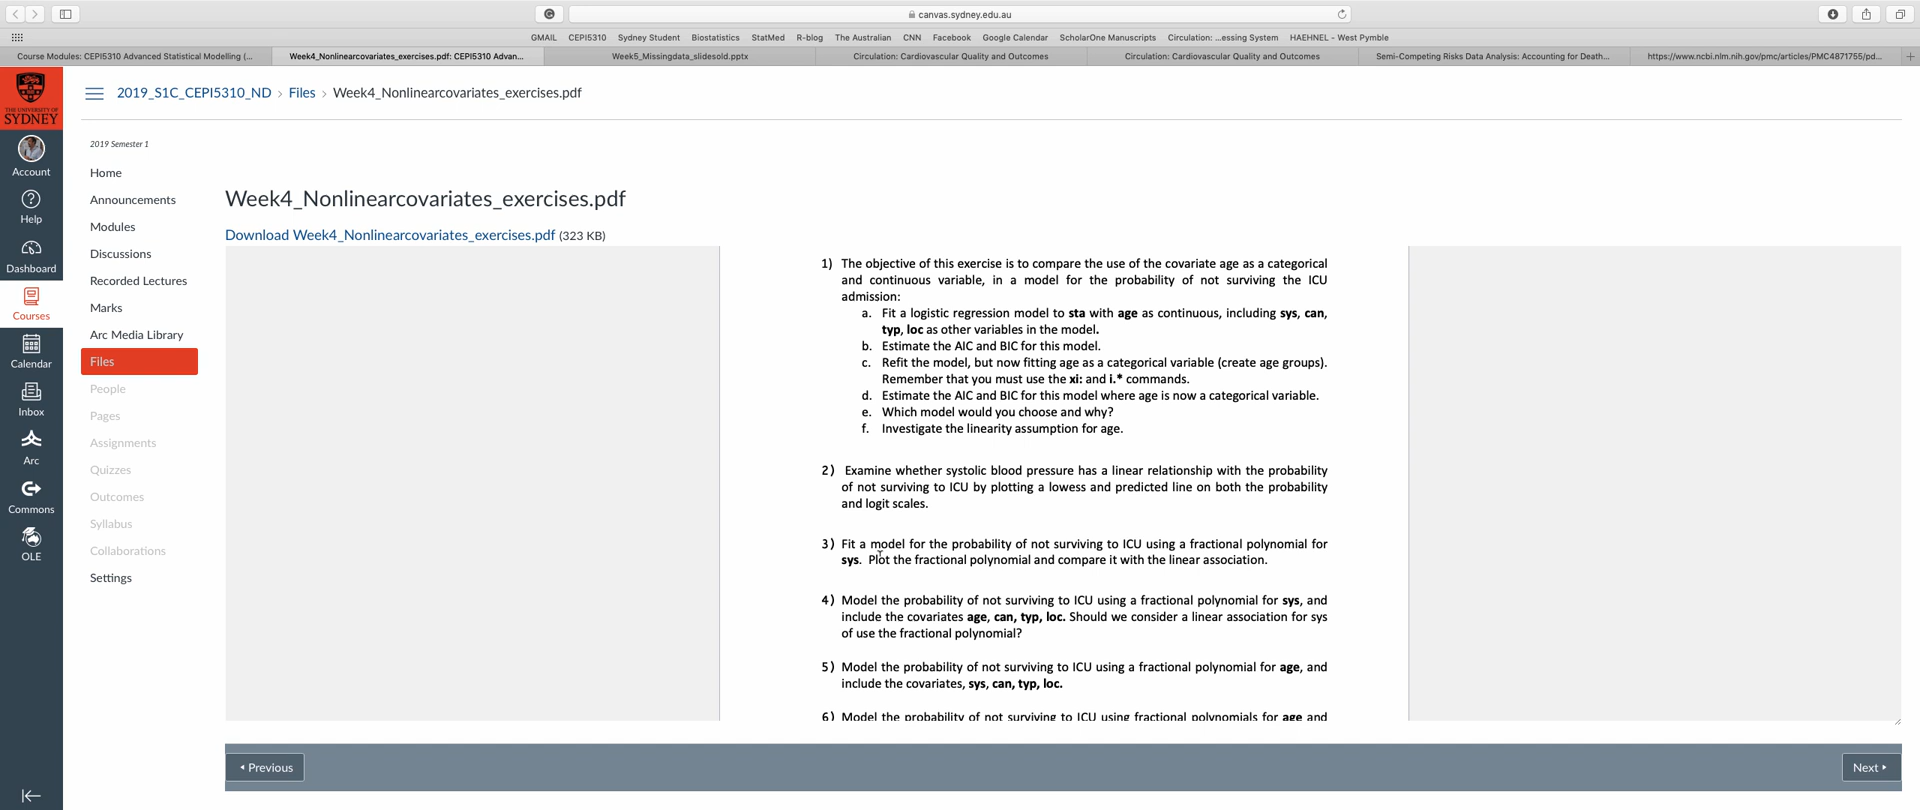 canvas.sydney.edu.au
GMAIL CEPI5310 Sydney Student Biostatistics StatMed R-blog The Australian CNN Facebook Google Calendar ScholarOne Manuscripts Circulation: ...essing System HAEHNEL - West Pymble
Course Modules: CEPI5310 Advanced Statistical Modelling (... Week4_Nonlinearcovariates_exercises.pdf: CEPI5310 Advan... Week5_Missingdata_slidesold.pptx Circulation: Cardiovascular Quality and Outcomes Circulation: Cardiovascular Quality and Outcomes Semi-Competing Risks Data Analysis: Accounting for Death... https://www.ncbi.nlm.nih.gov/pmc/articles/PMC4871755/pd...
THE UNIVERSITY OF
SYDNEY
Account
Help
Dashboard
Courses
Calendar
Inbox
Arc
Commons
OLE
2019_S1C_CEPI5310_ND > Files > Week4_Nonlinearcovariates_exercises.pdf
2019 Semester 1
Home
Announcements
Modules
Discussions
Recorded Lectures
Marks
Arc Media Library
Files
People
Pages
Assignments
Quizzes
Outcomes
Syllabus
Collaborations
Settings
Week4_Nonlinearcovariates_exercises.pdf
Download Week4_Nonlinearcovariates_exercises.pdf (323 KB)
1) The objective of this exercise is to compare the use of the covariate age as a categorical
and continuous variable, in a model for the probability of not surviving the ICU
admission:
a. Fit a logistic regression model to sta with age as continuous, including sys, can,
typ, loc as other variables in the model.
b. Estimate the AIC and BIC for this model.
c. Refit the model, but now fitting age as a categorical variable (create age groups).
Remember that you must use the xi: and i.* commands.
d. Estimate the AIC and BIC for this model where age is now a categorical variable.
e. Which model would you choose and why?
f. Investigate the linearity assumption for age.
2) Examine whether systolic blood pressure has a linear relationship with the probability
of not surviving to ICU by plotting a lowess and predicted line on both the probability
and logit scales.
3) Fit a model for the probability of not surviving to ICU using a fractional polynomial for
sys. Plot the fractional polynomial and compare it with the linear association.
4) Model the probability of not surviving to ICU using a fractional polynomial for sys, and
include the covariates age, can, typ, loc. Should we consider a linear association for sys
of use the fractional polynomial?
5) Model the probability of not surviving to ICU using a fractional polynomial for age, and
include the covariates, sys, can, typ, loc.
6) Model the probability of not surviving to ICU using fractional polynomials for age and
Previous
Next